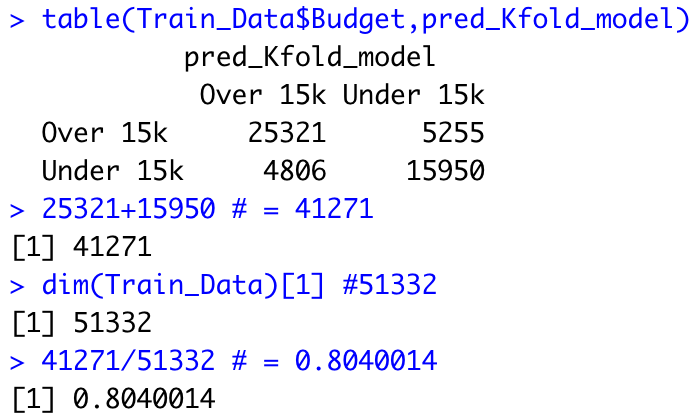 > table(Train_Data$Budget,pred_Kfold_model)
pred_Kfold_model
Over 15k Under 15k
Over 15k 25321 5255
Under 15k 4806 15950
> 25321+15950 # = 41271
[1] 41271
> dim(Train_Data)[1] #51332
[1] 51332
> 41271/51332 # = 0.8040014
[1] 0.8040014